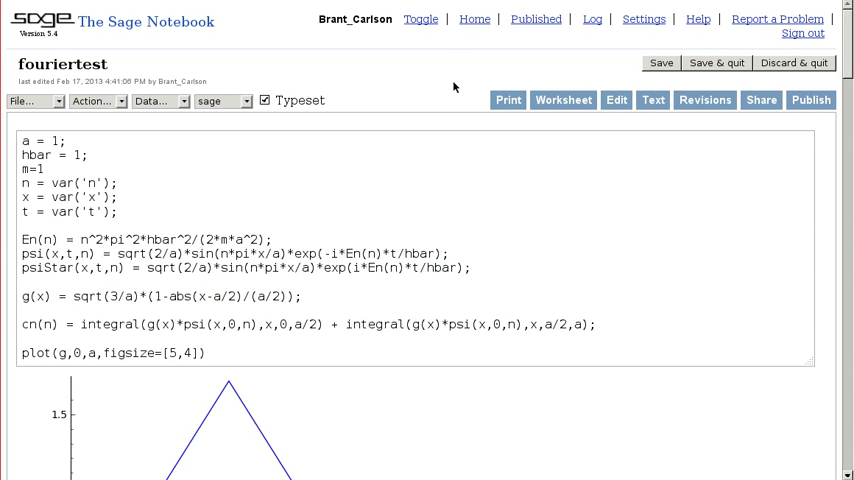 sage The Sage Notebook
Version 5.4
Brant_Carlson Toggle | Home | Published | Log | Settings | Help | Report a Problem |
Sign out
fouriertest
last edited Feb 17, 2013 4:41:06 PM by Brant_Carlson
Save Save & quit Discard & quit
File... Action... Data... sage Typeset
Print Worksheet Edit Text Revisions Share Publish
a = 1;
hbar = 1;
m=1
n = var('n');
x = var('x');
t = var('t');
En(n) = n^2*pi^2*hbar^2/(2*m*a^2);
psi(x,t,n) = sqrt(2/a)*sin(n*pi*x/a)*exp(-i*En(n)*t/hbar);
psiStar(x,t,n) = sqrt(2/a)*sin(n*pi*x/a)*exp(i*En(n)*t/hbar);
g(x) = sqrt(3/a)*(1-abs(x-a/2)/(a/2));
cn(n) = integral(g(x)*psi(x,0,n),x,0,a/2) + integral(g(x)*psi(x,0,n),x,a/2,a);
plot(g,0,a,figsize=[5,4])
1.5